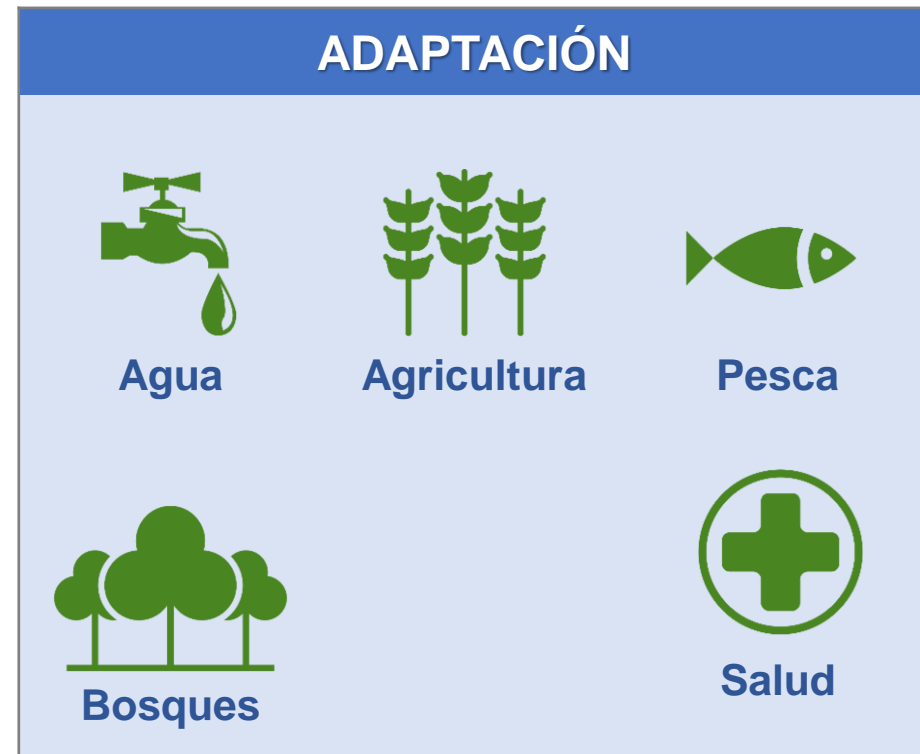 ADAPTACIÓN
Agua
Agricultura
Pesca
Bosques
Salud